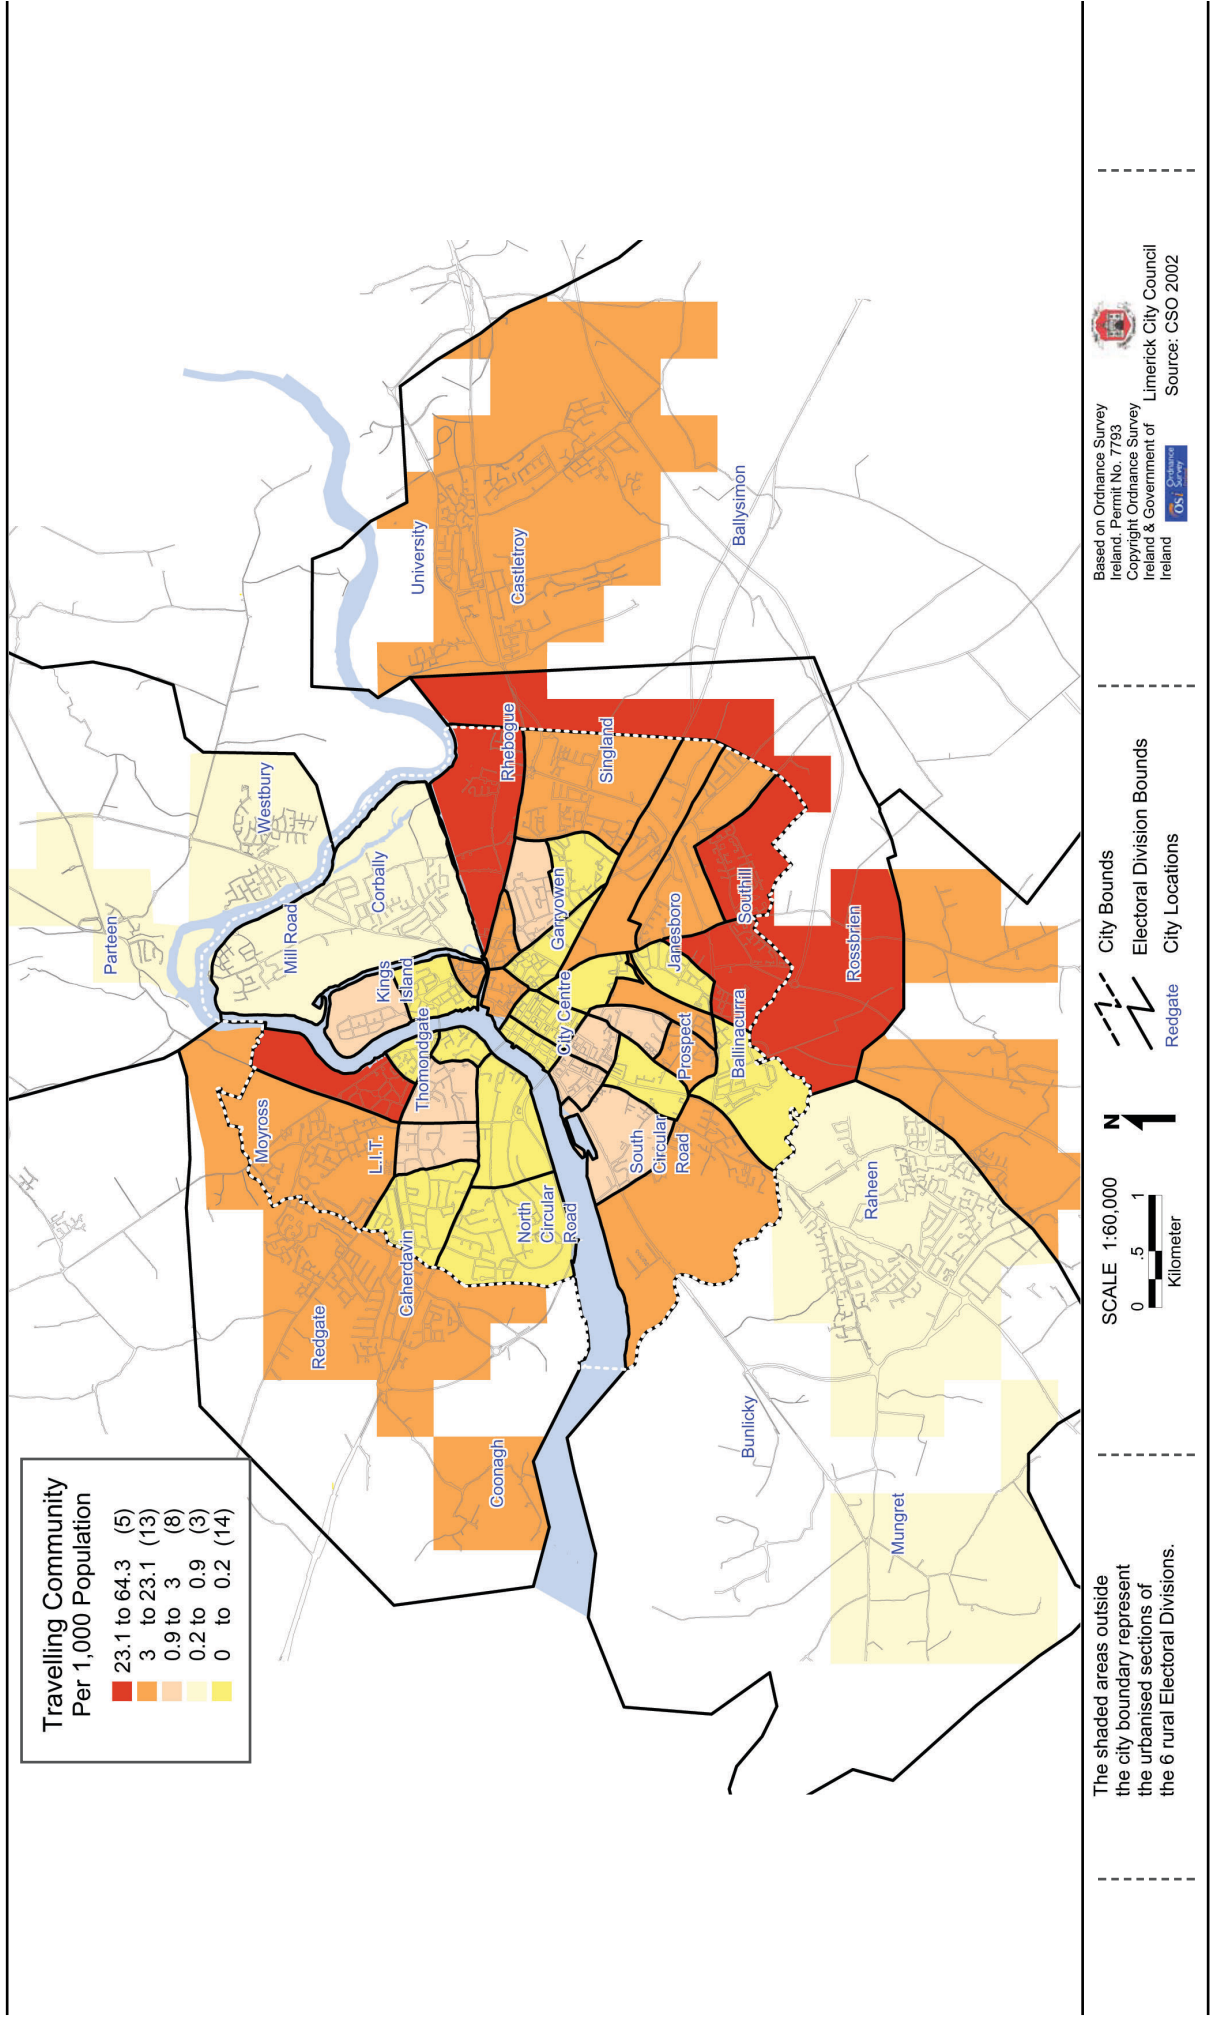 Travelling Community
Per 1,000 Population
23.1 to 64.3 (5)
3 to 23.1 (13)
0.9 to 3 (8)
0.2 to 0.9 (3)
0 to 0.2 (14)
Parteen
Westbury
Mill Road
Corbally
Moyross
Kings
Island
L.I.T.
Thomondgate
University
Redgate
Caherdavin
Rhebogue
Castletroy
Coonagh
North
Circular
Road
Garryowen
Singland
City Centre
South
Circular
Road
Prospect
Janesboro
Southill
Ballysimon
Ballinacurra
Bunlicky
Rossbrien
Raheen
Mungret
The shaded areas outside
the city boundary represent
the urbanised sections of
the 6 rural Electoral Divisions.
SCALE 1:60,000
0 .5 1
Kilometer
N
City Bounds
Electoral Division Bounds
Redgate City Locations
Based on Ordnance Survey
Ireland. Permit No. 7793
Copyright Ordnance Survey
Ireland & Government of
Ireland
OSi Ordnance
Survey
Limerick City Council
Source: CSO 2002